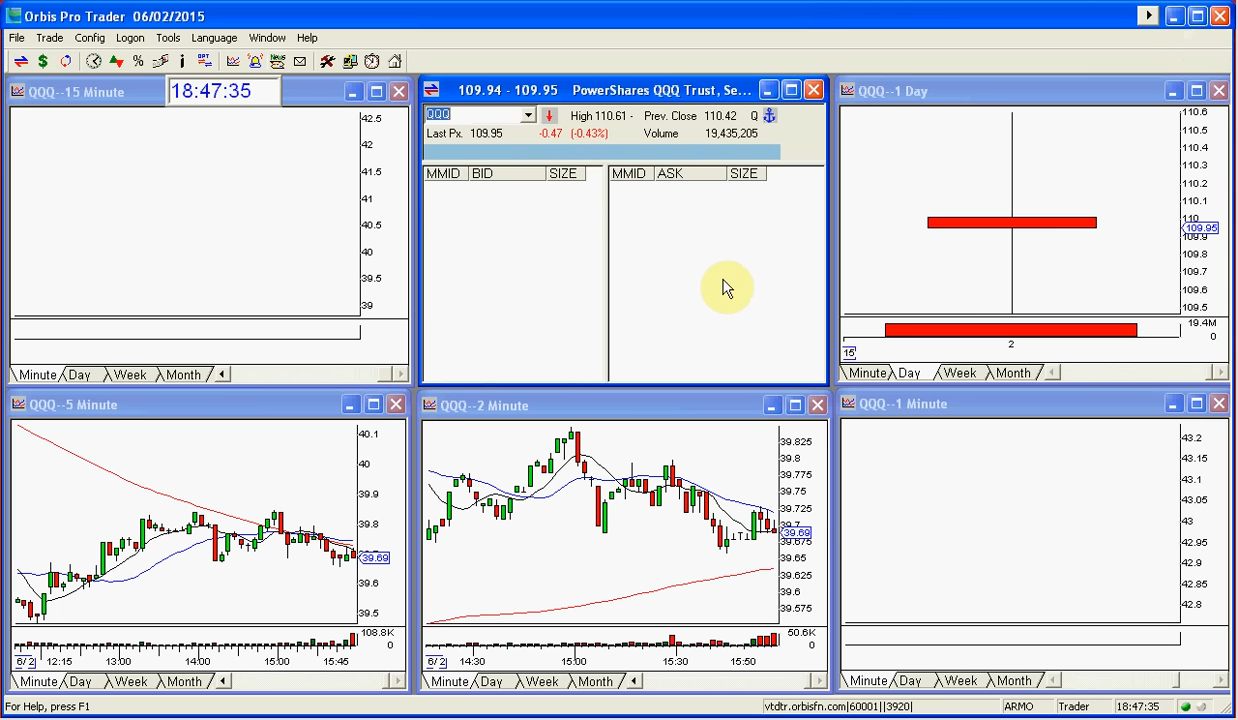 Orbis Pro Trader 06/02/2015
File Trade Config Logon Tools Language Window Help
QQQ--15 Minute
18:47:35
42.5
42
41.5
41
40.5
40
39.5
39
Minute Day Week Month
109.94 - 109.95 PowerShares QQQ Trust, Se...
QQQ High 110.61 - Prev. Close 110.42 Q
Last Px. 109.95 -0.47 (-0.43%) Volume 19,435,205
MMID BID SIZE MMID ASK SIZE
QQQ--1 Day
110.6
110.5
110.4
110.3
110.2
110.1
110
109.95
109.9
109.8
109.7
109.6
109.5
19.4M
0
2
15
Minute Day Week Month
QQQ--5 Minute
40.1
40
39.9
39.8
39.69
39.6
39.5
108.8K
0
6/ 2 12:15 13:00 14:00 15:00 15:45
Minute Day Week Month
QQQ--2 Minute
39.825
39.8
39.775
39.75
39.725
39.7
39.69
39.675
39.65
39.625
39.6
39.575
50.6K
0
6/ 2 14:30 15:00 15:30 15:50
Minute Day Week Month
QQQ--1 Minute
43.2
43.1
43.05
43
42.95
42.9
42.85
42.8
Minute Day Week Month
For Help, press F1
vtdtr.orbisfn.com|60001||3920| ARMO Trader 18:47:35